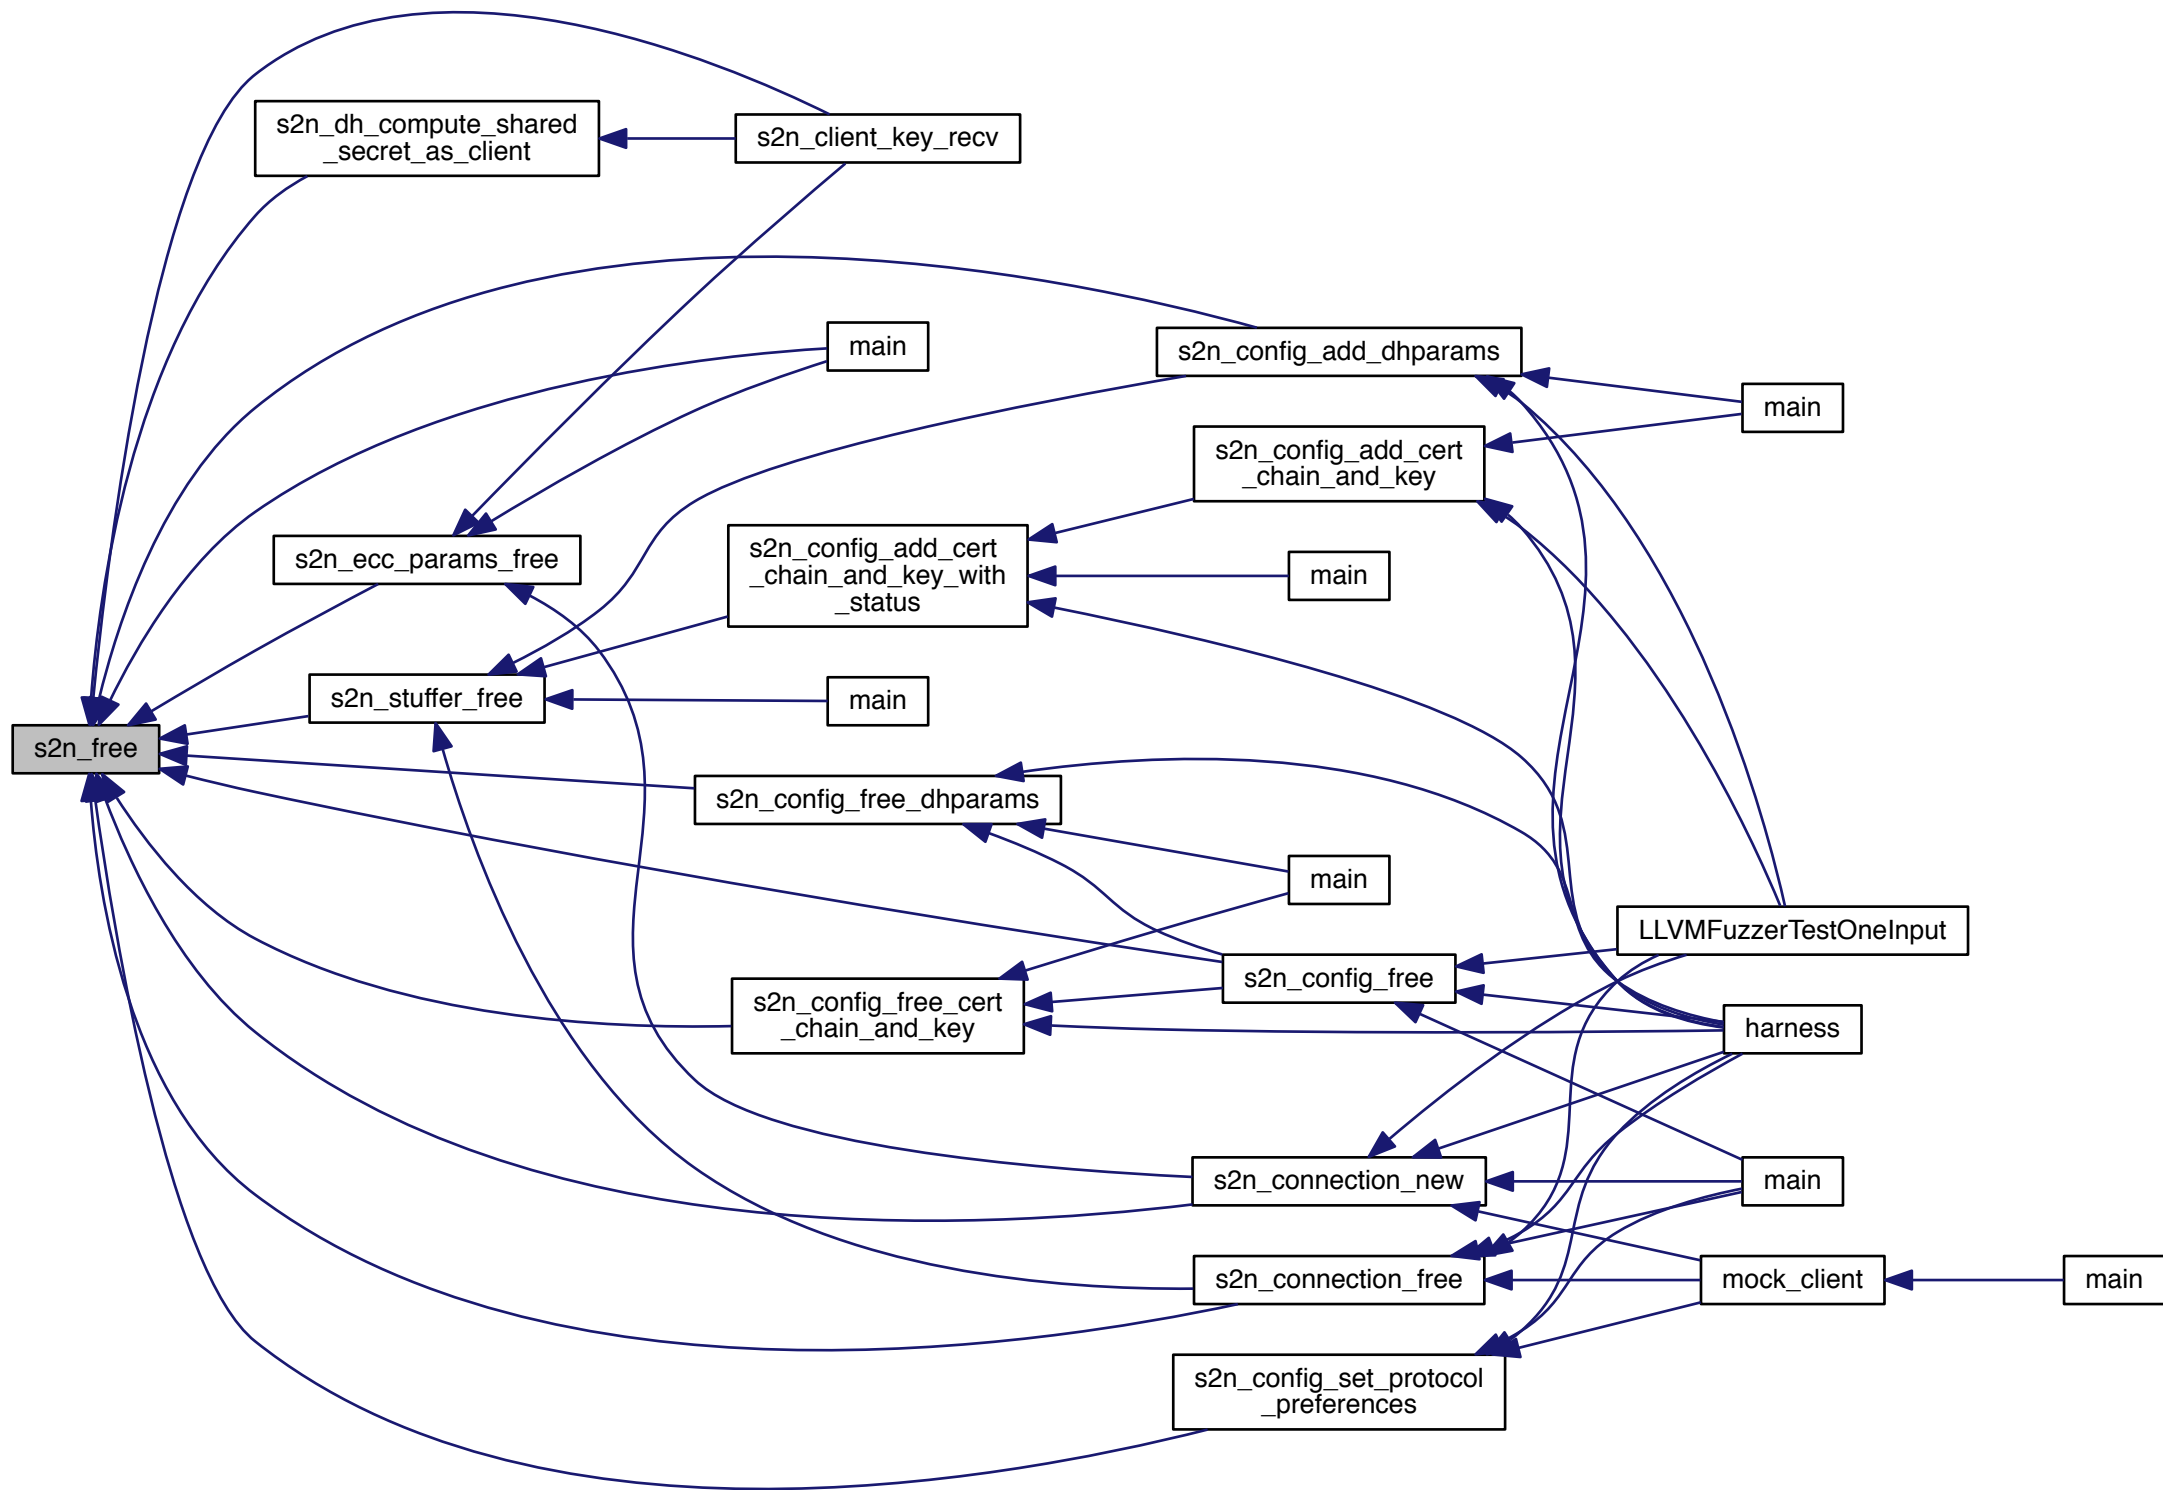 s2n_dh_compute_shared
_secret_as_client
s2n_client_key_recv
main
s2n_config_add_dhparams
main
s2n_config_add_cert
_chain_and_key
s2n_ecc_params_free
s2n_config_add_cert
_chain_and_key_with
_status
main
s2n_stuffer_free
main
s2n_free
s2n_config_free_dhparams
main
LLVMFuzzerTestOneInput
s2n_config_free
s2n_config_free_cert
_chain_and_key
harness
s2n_connection_new
main
s2n_connection_free
mock_client
main
s2n_config_set_protocol
_preferences